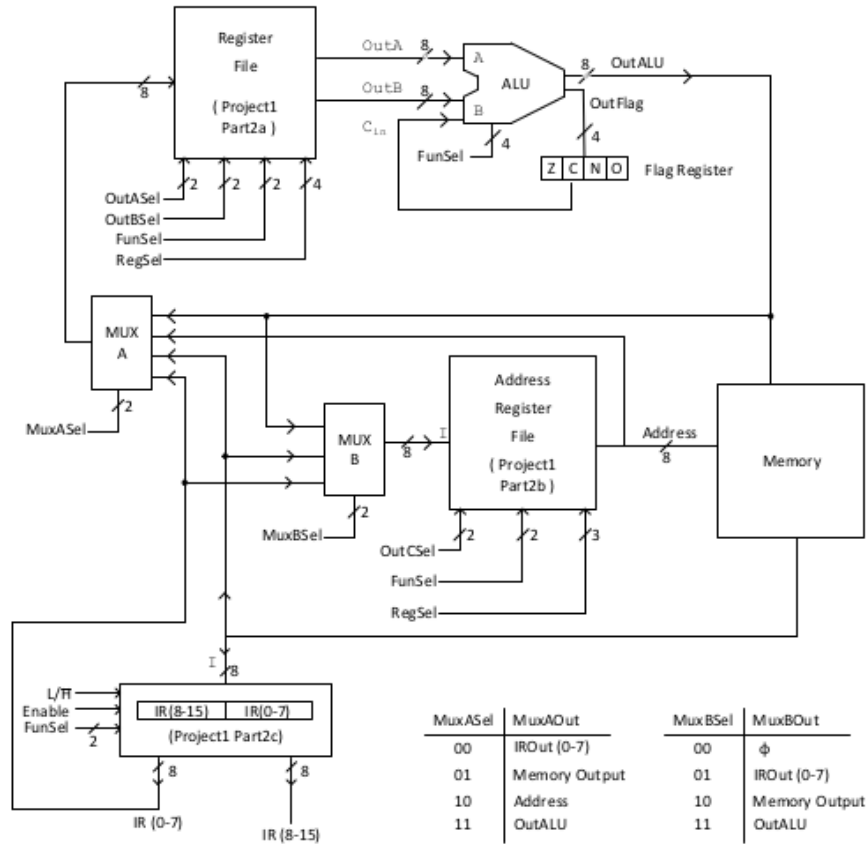 Register
File
( Project1
Part2a )
8
OutA
8
OutB
8
C_in
A
B
ALU
8
OutALU
OutFlag
4
FunSel
4
Z C N O
Flag Register
2 2 2 4
OutASel
OutBSel
FunSel
RegSel
MUX
A
2
MuxASel
MUX
B
2
MuxBSel
8
I
Address
Register
File
( Project1
Part2b )
Address
8
Memory
2 2 3
OutCSel
FunSel
RegSel
I
8
L/H̅
Enable
FunSel
2
IR(8-15) IR(0-7)
(Project1 Part2c)
8
8
IR (0-7)
IR (8-15)
MuxASel MuxAOut
00 IROut (0-7)
01 Memory Output
10 Address
11 OutALU
MuxBSel MuxBOut
00 ϕ
01 IROut (0-7)
10 Memory Output
11 OutALU